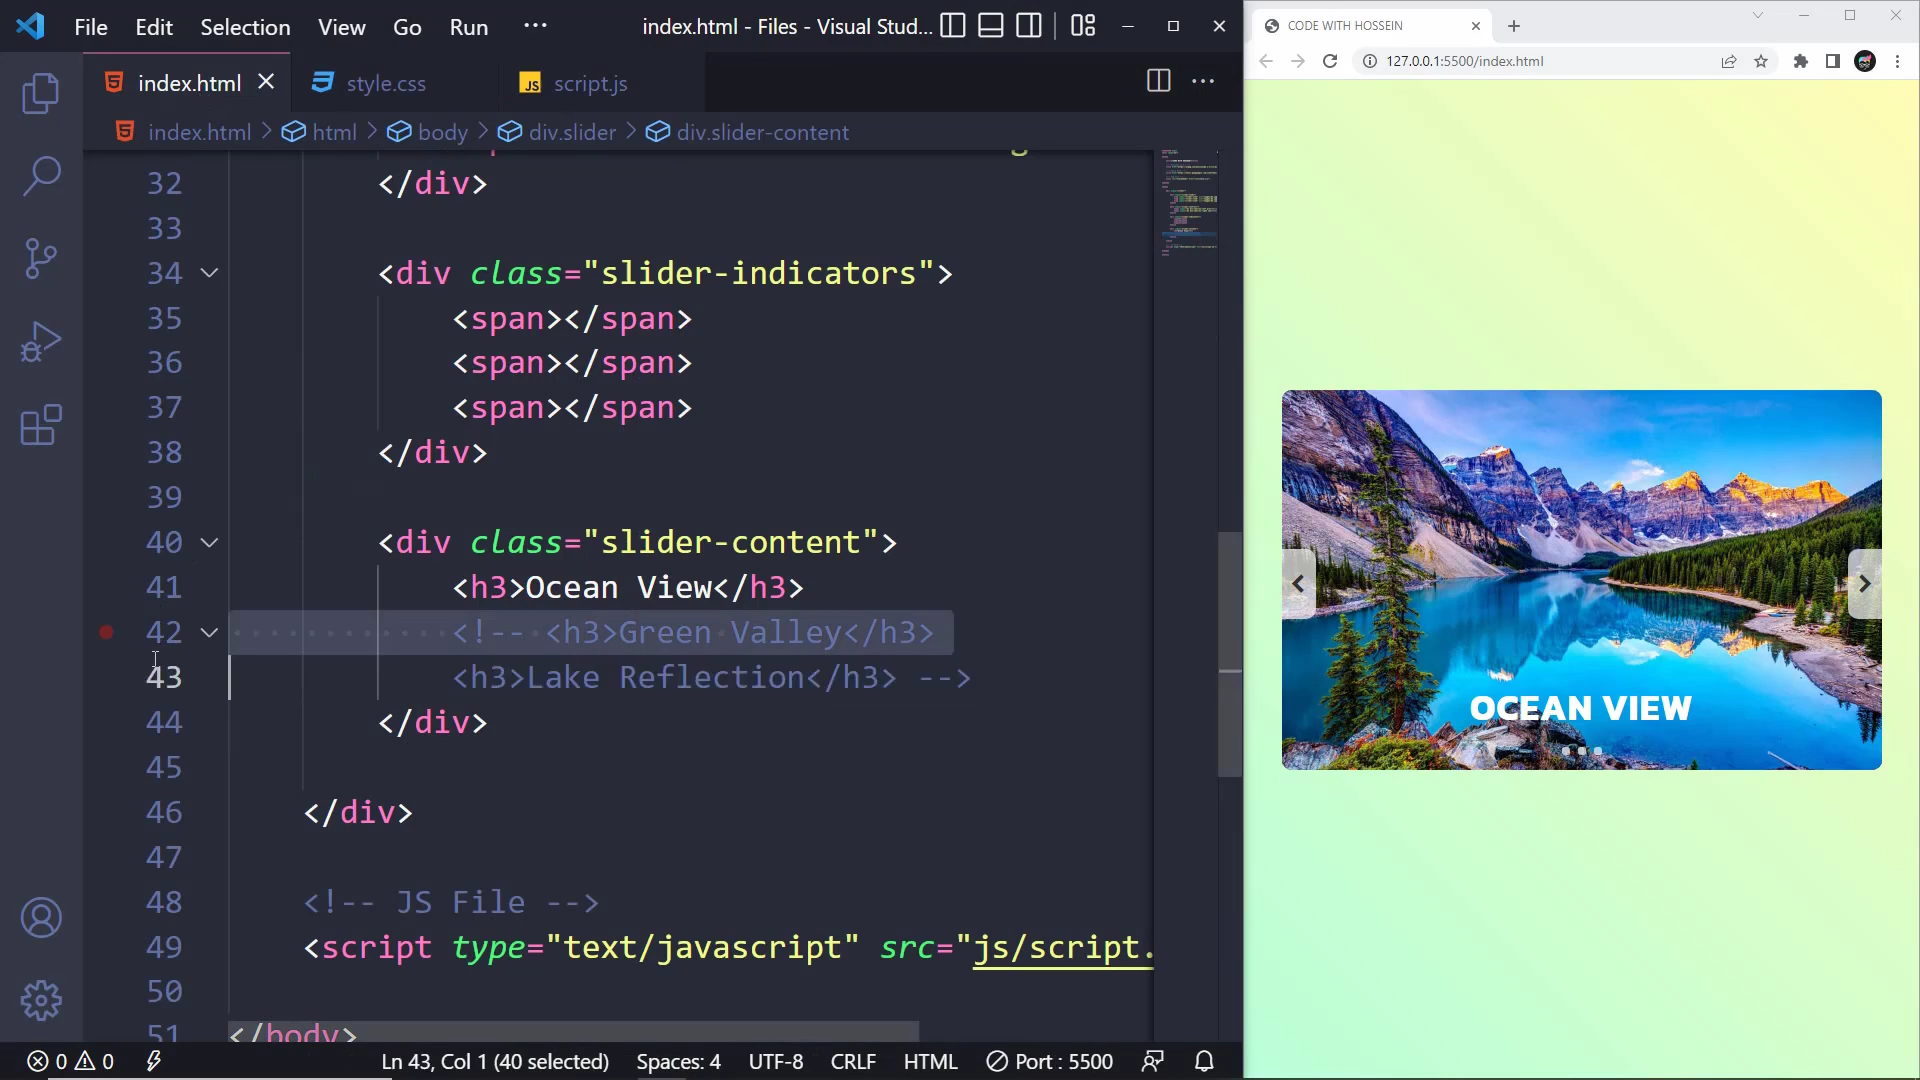 File Edit Selection View Go Run ··· index.html - Files - Visual Stud...
index.html style.css JS script.js
index.html > html > body > div.slider > div.slider-content
32 </div>
33
34 <div class="slider-indicators">
35 <span></span>
36 <span></span>
37 <span></span>
38 </div>
39
40 <div class="slider-content">
41 <h3>Ocean View</h3>
42 <!-- <h3>Green Valley</h3>
43 <h3>Lake Reflection</h3> -->
44 </div>
45
46 </div>
47
48 <!-- JS File -->
49 <script type="text/javascript" src="js/script.
50
51 </body>
0 0 Ln 43, Col 1 (40 selected) Spaces: 4 UTF-8 CRLF HTML Port : 5500
CODE WITH HOSSEIN
127.0.0.1:5500/index.html
OCEAN VIEW